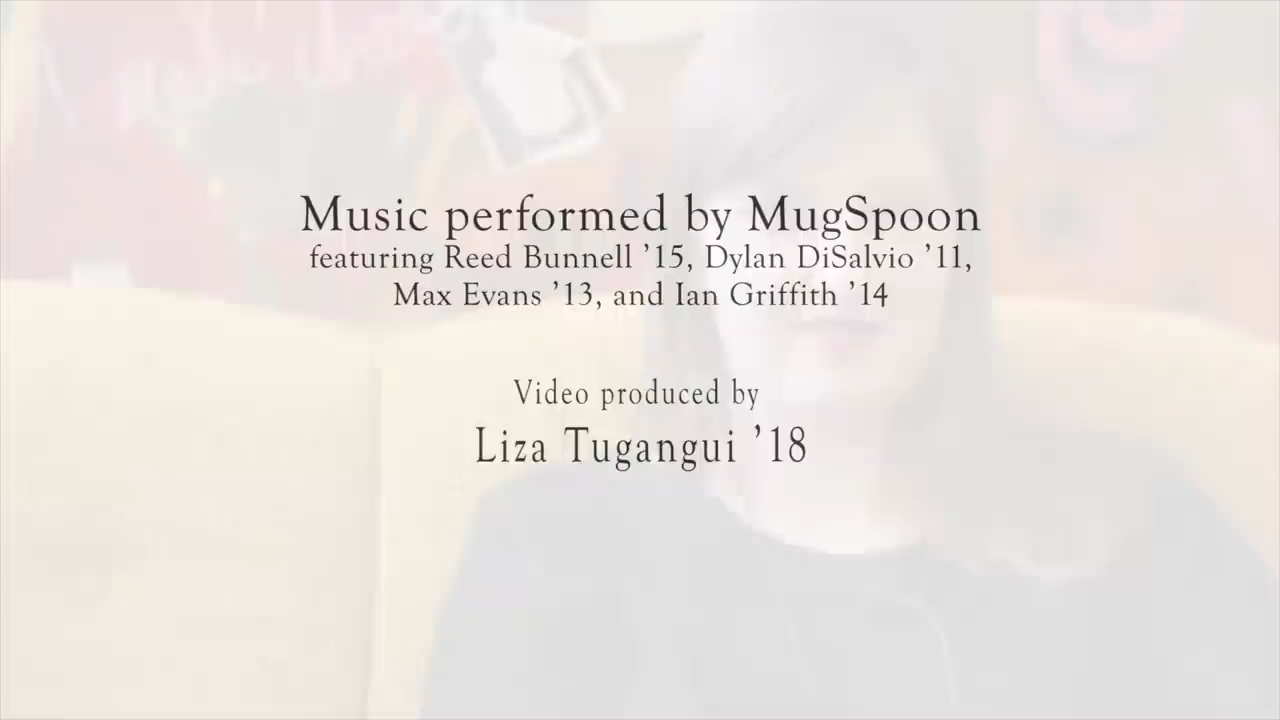 Music performed by MugSpoon
featuring Reed Bunnell ’15, Dylan DiSalvio ’11,
Max Evans ’13, and Ian Griffith ’14
Video produced by
Liza Tugangui ’18